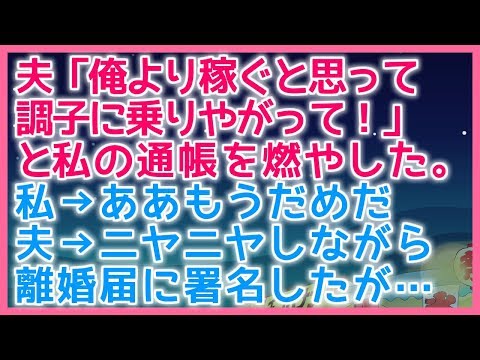 夫「俺より稼ぐと思って
調子に乗りやがって！」
と私の通帳を燃やした。
私→ああもうだめだ
夫→ニヤニヤしながら
離婚届に署名したが…